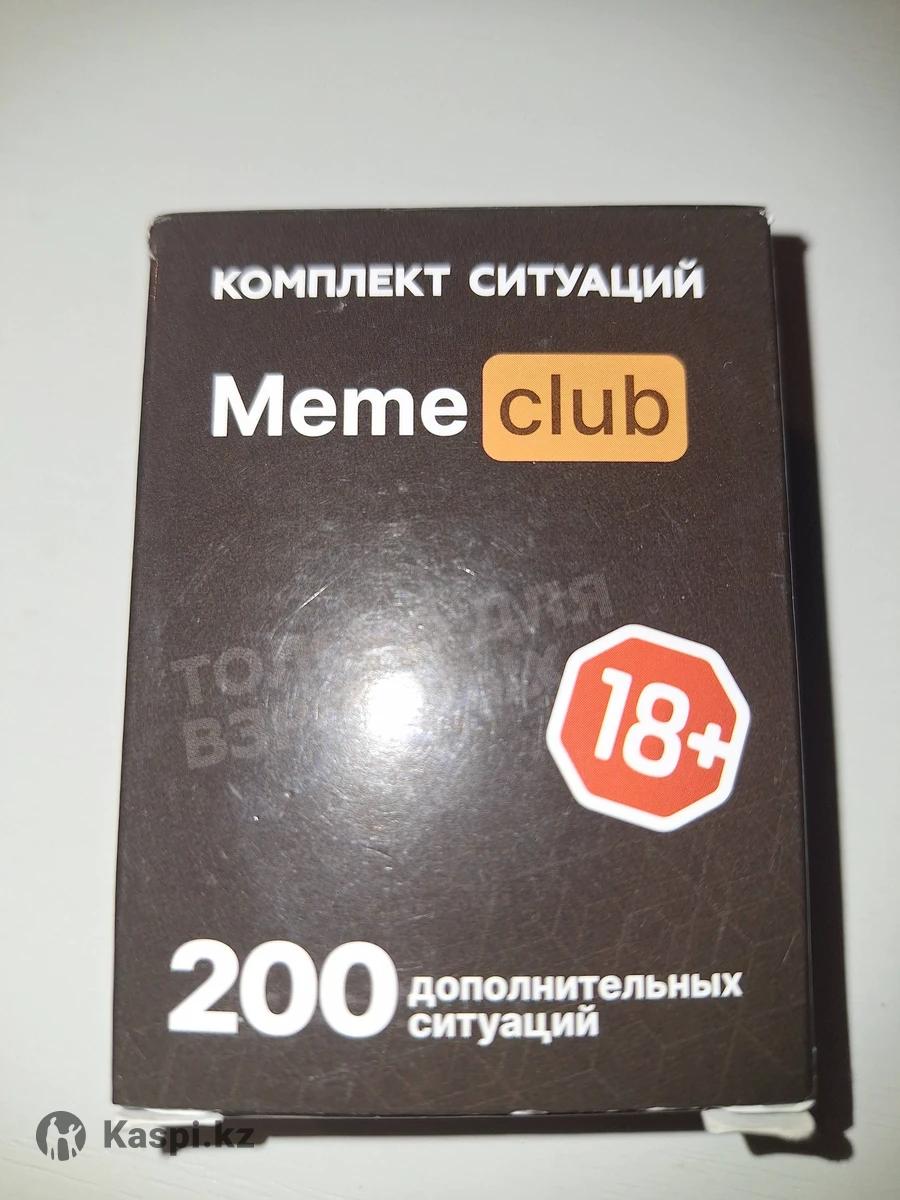 КОМПЛЕКТ СИТУАЦИЙ
Meme club
18+
200 дополнительных
ситуаций
Kaspi.kz